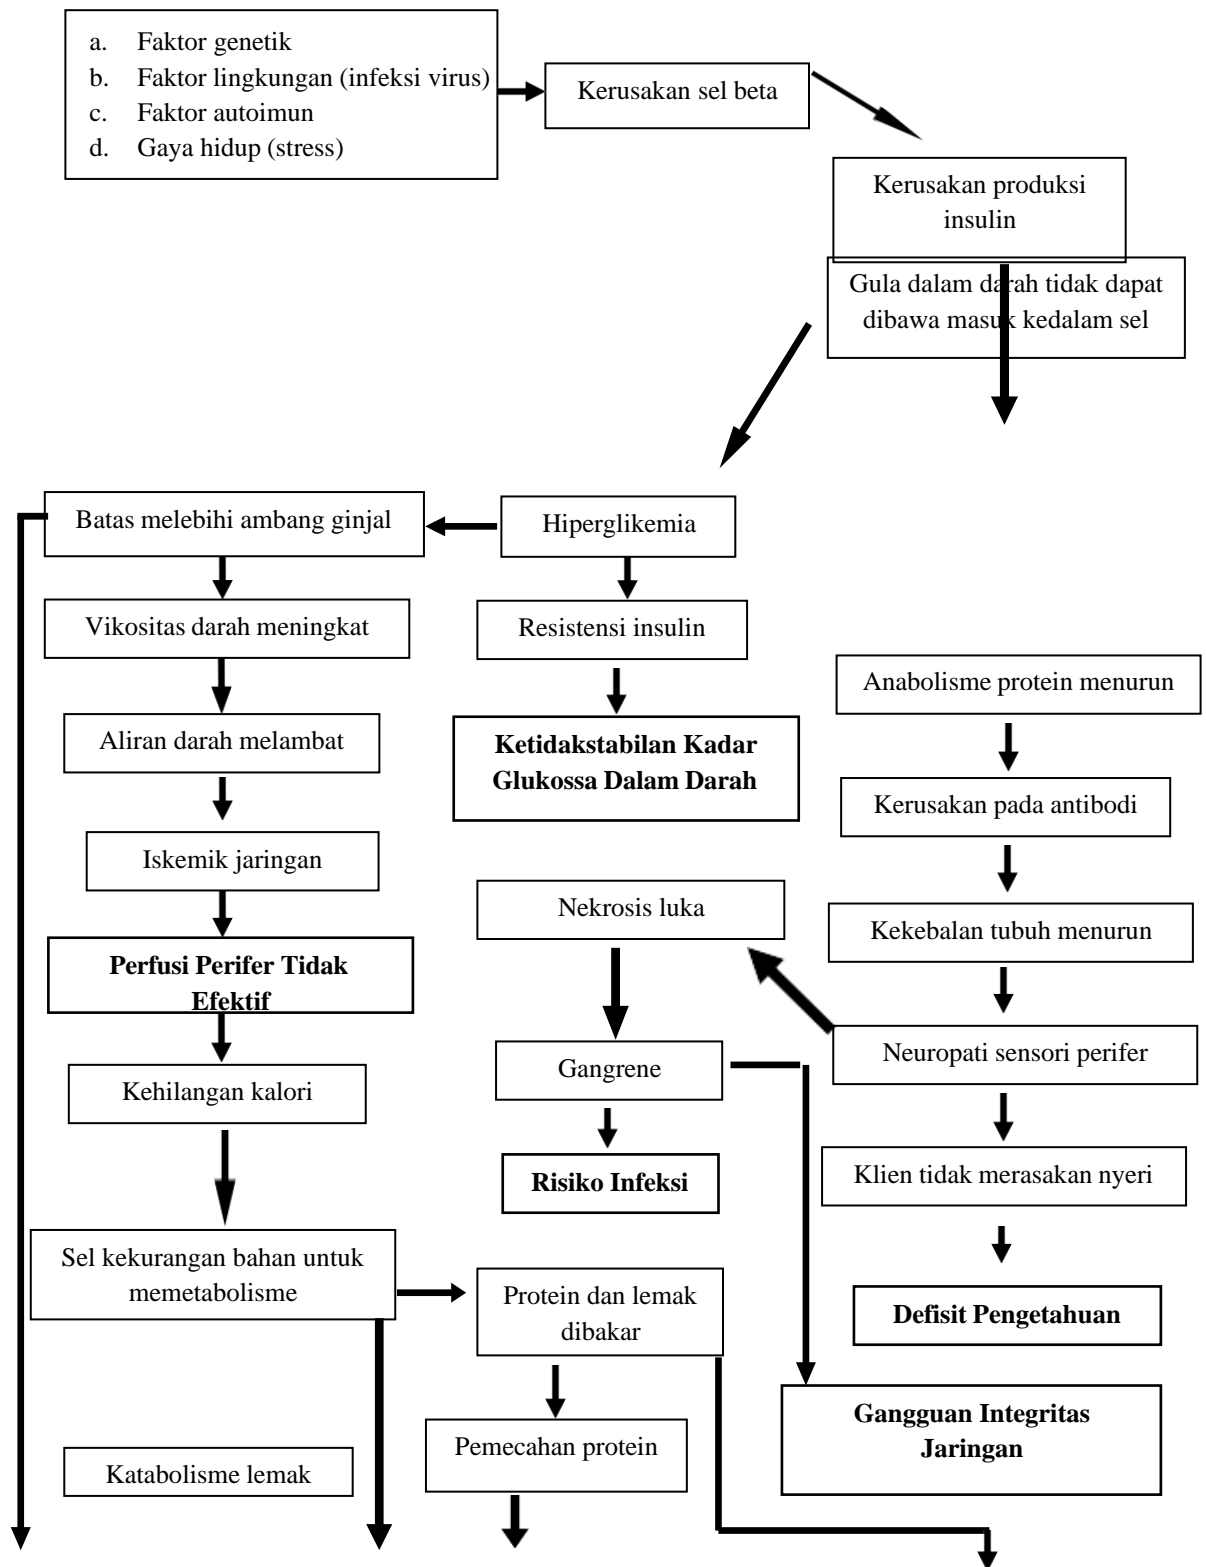 a. Faktor genetik
b. Faktor lingkungan (infeksi virus)
c. Faktor autoimun
d. Gaya hidup (stress)
Kerusakan sel beta
Kerusakan produksi
insulin
Gula dalam darah tidak dapat
dibawa masuk kedalam sel
Batas melebihi ambang ginjal
Hiperglikemia
Vikositas darah meningkat
Resistensi insulin
Anabolisme protein menurun
Aliran darah melambat
Ketidakstabilan Kadar
Glukossa Dalam Darah
Kerusakan pada antibodi
Iskemik jaringan
Nekrosis luka
Kekebalan tubuh menurun
Perfusi Perifer Tidak
Efektif
Gangrene
Neuropati sensori perifer
Kehilangan kalori
Risiko Infeksi
Klien tidak merasakan nyeri
Sel kekurangan bahan untuk
memetabolisme
Protein dan lemak
dibakar
Defisit Pengetahuan
Gangguan Integritas
Jaringan
Pemecahan protein
Katabolisme lemak